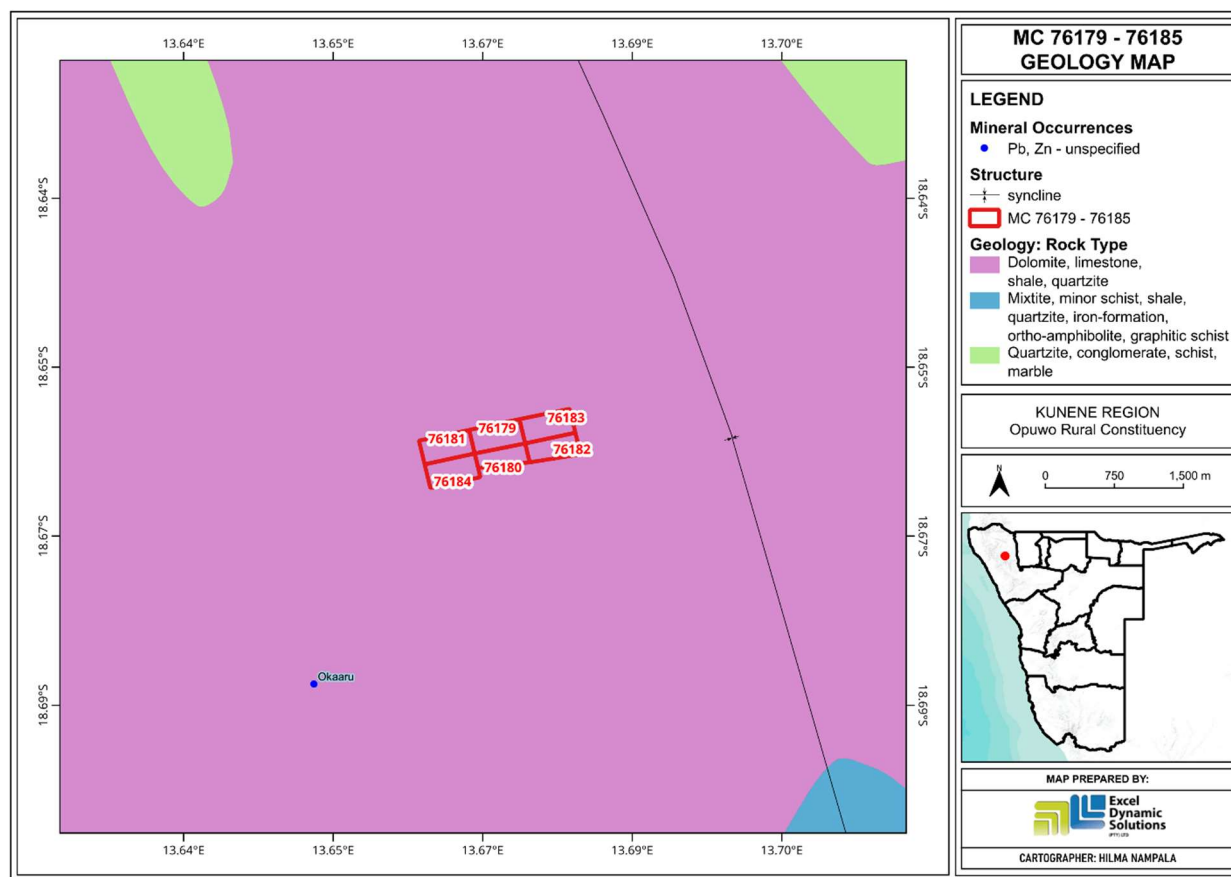 MC 76179 - 76185
GEOLOGY MAP
LEGEND
Mineral Occurrences
Pb, Zn - unspecified
Structure
syncline
MC 76179 - 76185
Geology: Rock Type
Dolomite, limestone,
shale, quartzite
Mixtite, minor schist, shale,
quartzite, iron-formation,
ortho-amphibolite, graphitic schist
Quartzite, conglomerate, schist,
marble
KUNENE REGION
Opuwo Rural Constituency
N
0 750 1,500 m
MAP PREPARED BY:
Excel
Dynamic
Solutions
(PTY) LTD
CARTOGRAPHER: HILMA NAMPALA
13.64°E 13.65°E 13.67°E 13.69°E 13.70°E
18.64°S 18.64°S
18.65°S 18.65°S
76183
76179
76181
76182
76180
76184
18.67°S 18.67°S
Okaaru
18.69°S 18.69°S
13.64°E 13.65°E 13.67°E 13.69°E 13.70°E